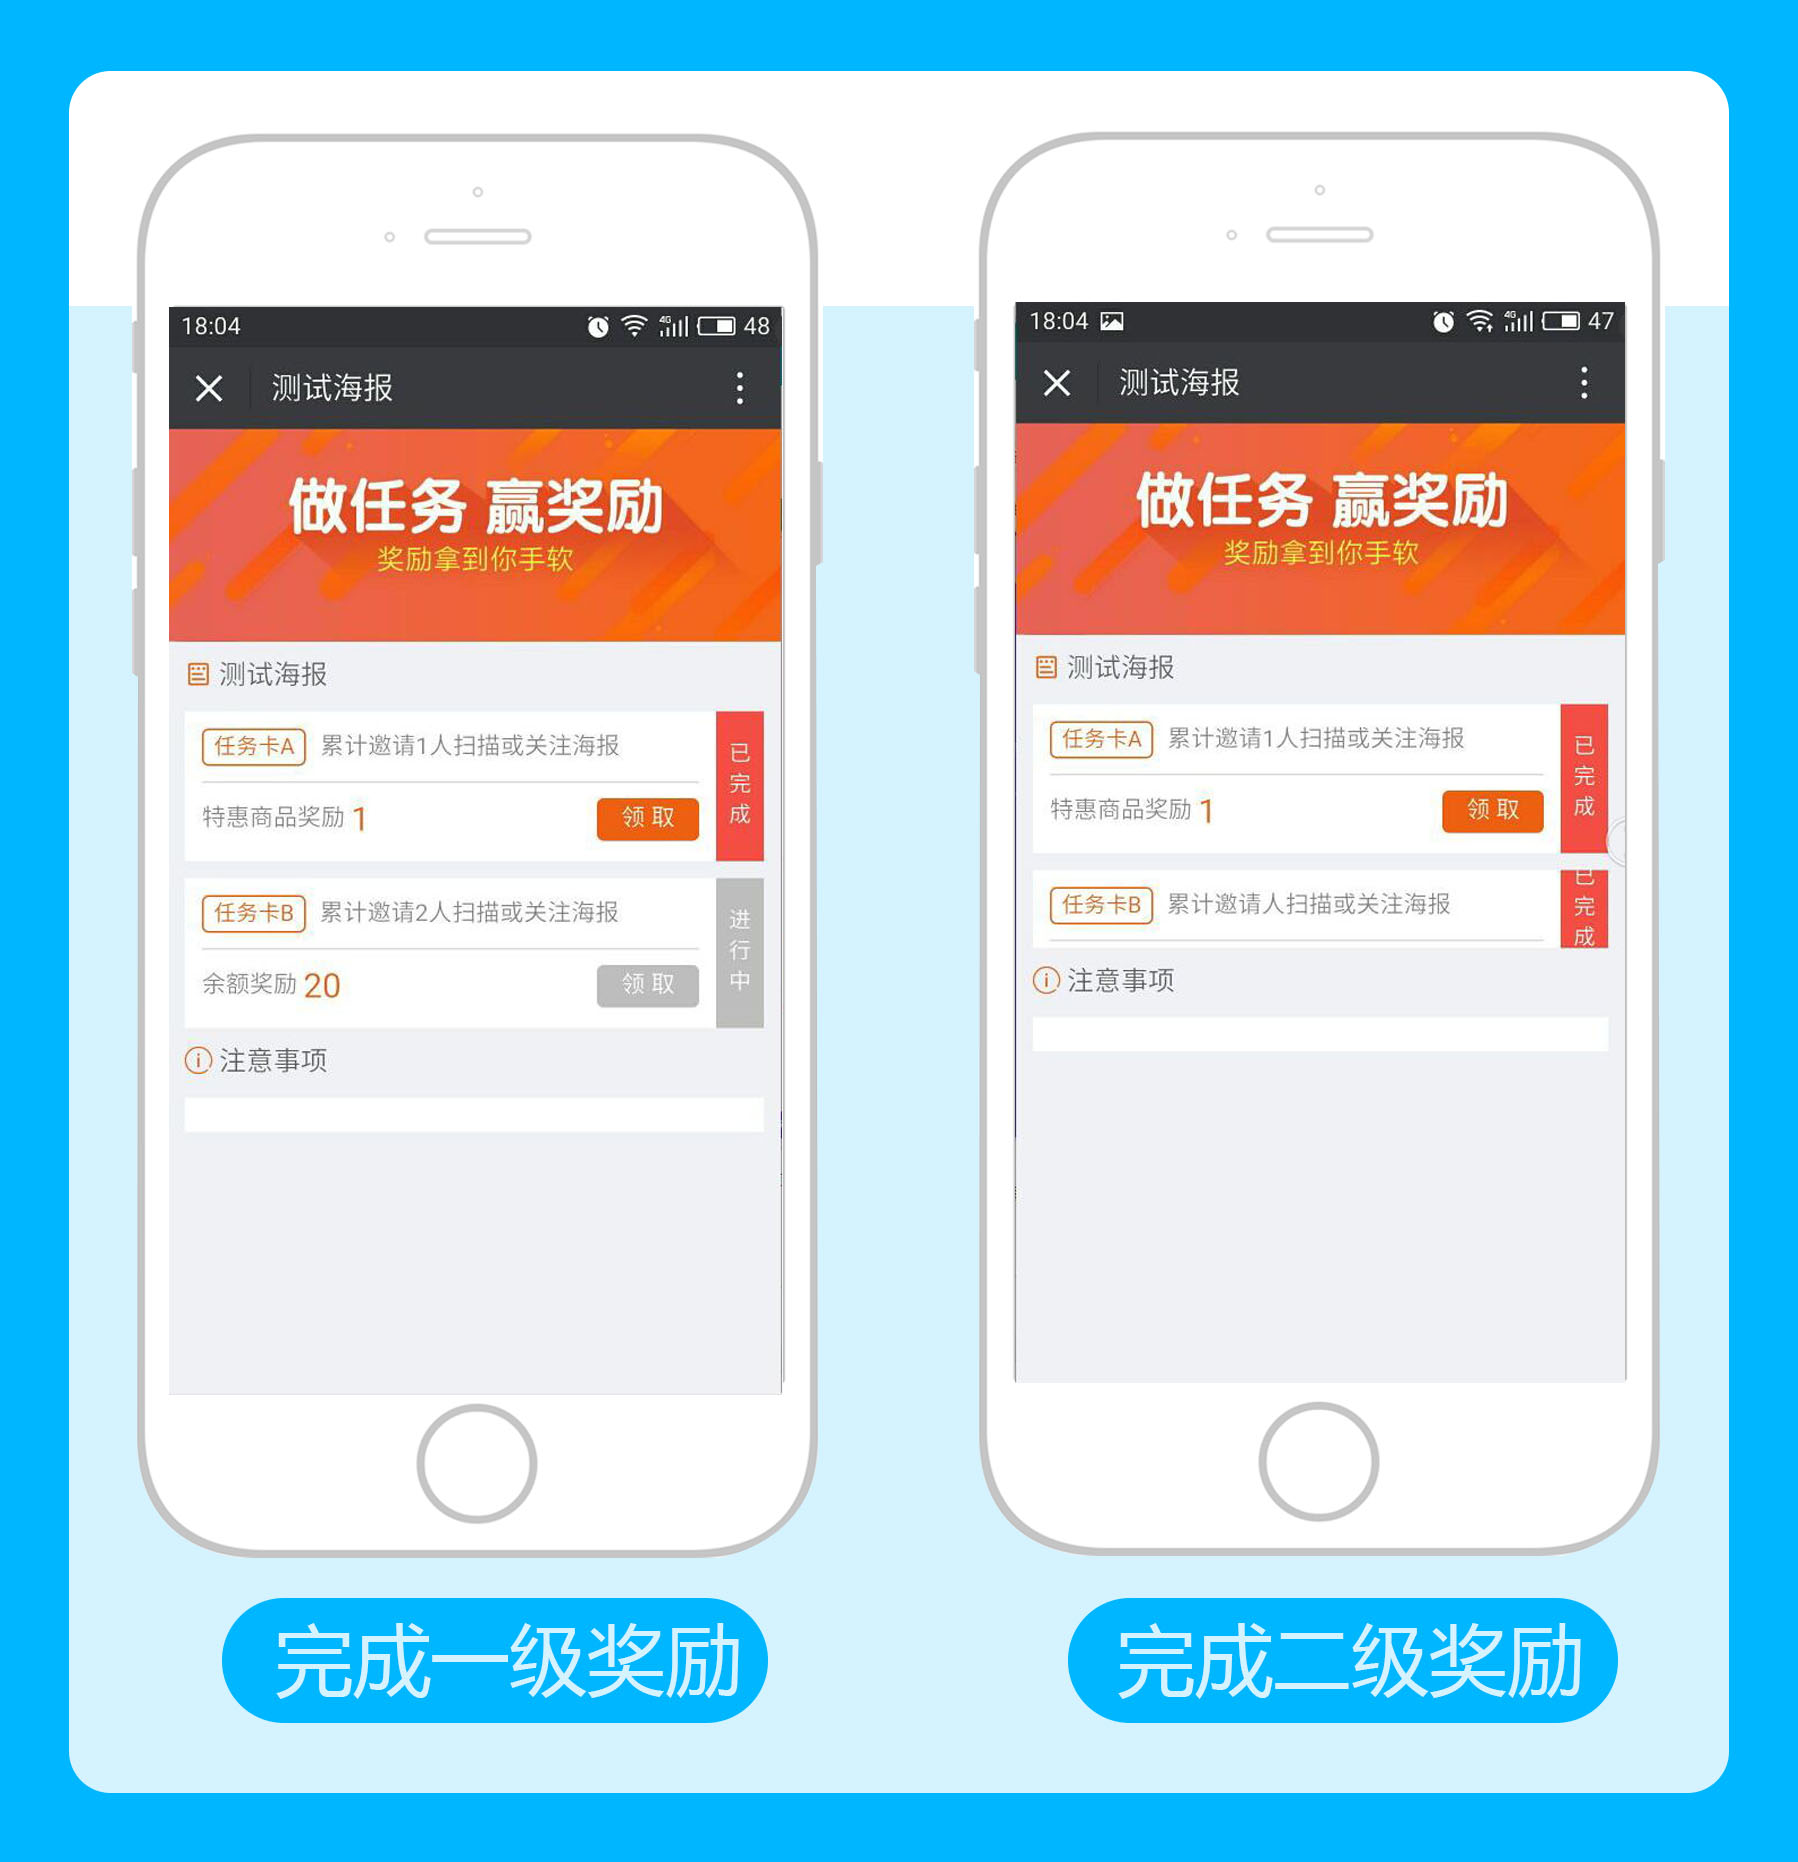 18:04
4G
48
测试海报
做任务 赢奖励
奖励拿到你手软
测试海报
任务卡A 累计邀请1人扫描或关注海报
特惠商品奖励 1
领 取
已完成
任务卡B 累计邀请2人扫描或关注海报
余额奖励 20
领 取
进行中
注意事项
完成一级奖励
18:04
4G
47
测试海报
做任务 赢奖励
奖励拿到你手软
测试海报
任务卡A 累计邀请1人扫描或关注海报
特惠商品奖励 1
领 取
已完成
任务卡B 累计邀请人扫描或关注海报
已完成
注意事项
完成二级奖励